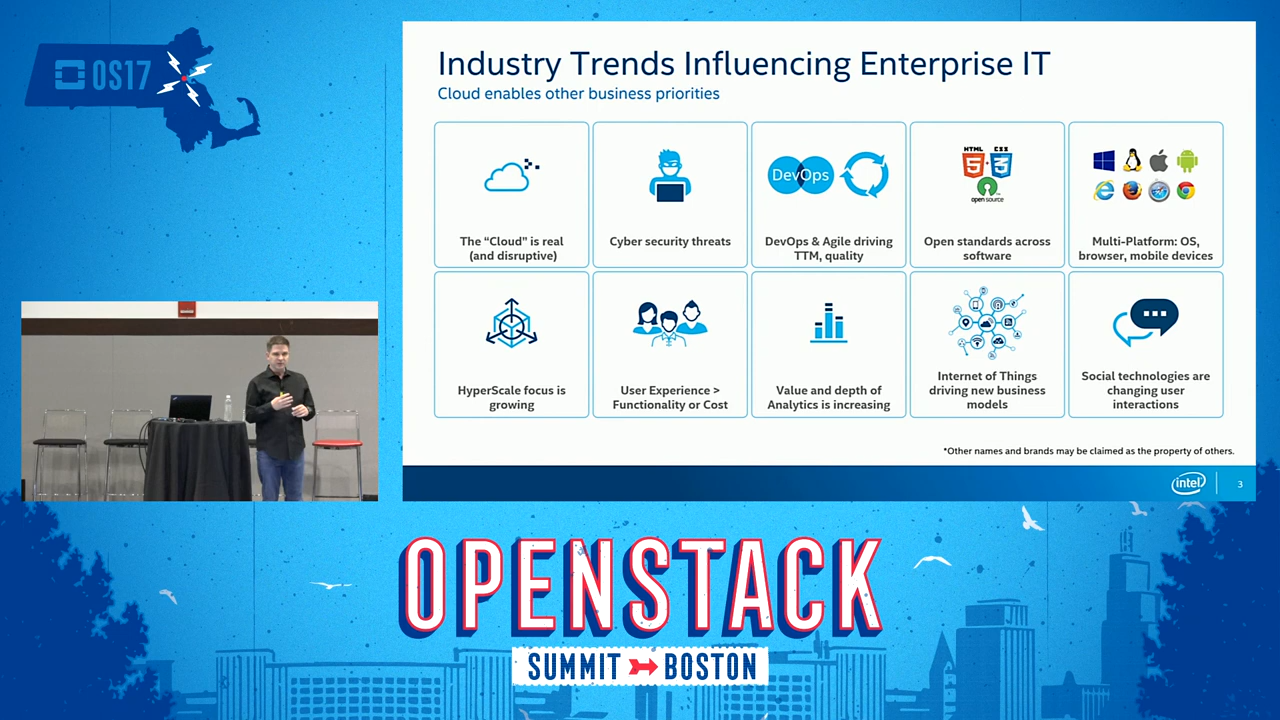 OS17
Industry Trends Influencing Enterprise IT
Cloud enables other business priorities
The “Cloud” is real
(and disruptive)
Cyber security threats
DevOps
DevOps & Agile driving
TTM, quality
HTML
5
CSS
3
open source
Open standards across
software
Multi-Platform: OS,
browser, mobile devices
HyperScale focus is
growing
User Experience >
Functionality or Cost
Value and depth of
Analytics is increasing
Internet of Things
driving new business
models
Social technologies are
changing user
interactions
*Other names and brands may be claimed as the property of others.
intel
3
OPENSTACK
SUMMIT BOSTON